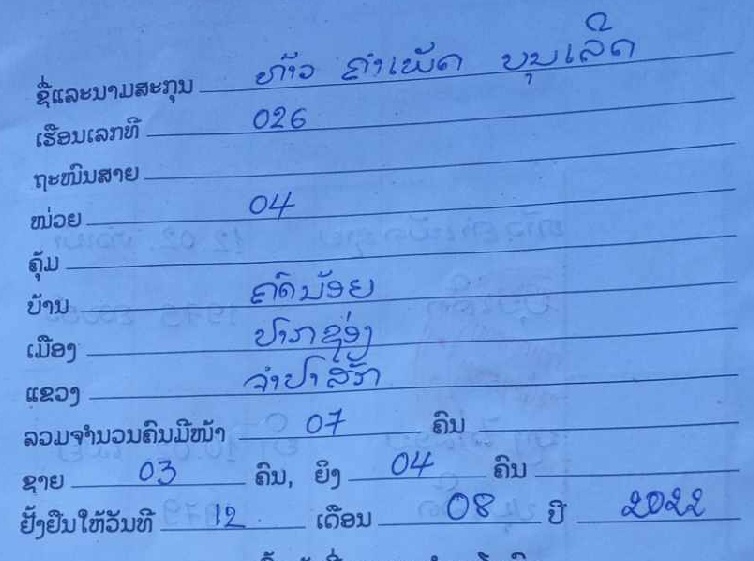 ຊື່ແລະນາມສະກຸນ ທ້າວ ຄຳເພັດ ບຸນເລີດ
ເຮືອນເລກທີ 026
ຖະໜົນສາຍ
ໜ່ວຍ 04
ຄຸ້ມ
ບ້ານ ຄົດນ້ອຍ
ເມືອງ ປາກຊ່ອງ
ແຂວງ ຈຳປາສັກ
ລວມຈຳນວນຄົນມີໜ້າ 07 ຄົນ
ຊາຍ 03 ຄົນ, ຍິງ 04 ຄົນ
ຢັ້ງຢືນໃຫ້ວັນທີ 12 ເດືອນ 08 ປີ 2022